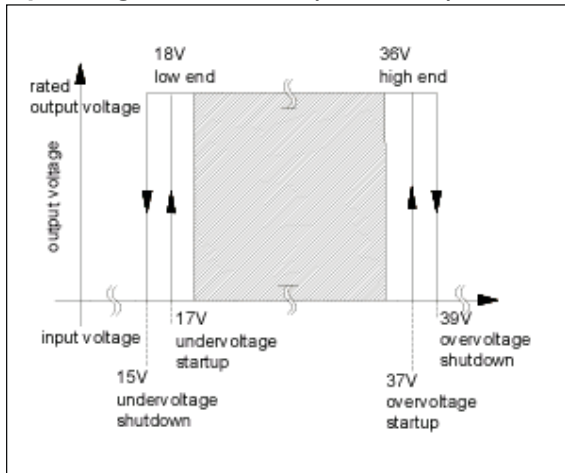 18V
low end
36V
high end
rated
output voltage
output voltage
input voltage
17V
undervoltage
startup
15V
undervoltage
shutdown
39V
overvoltage
shutdown
37V
overvoltage
startup